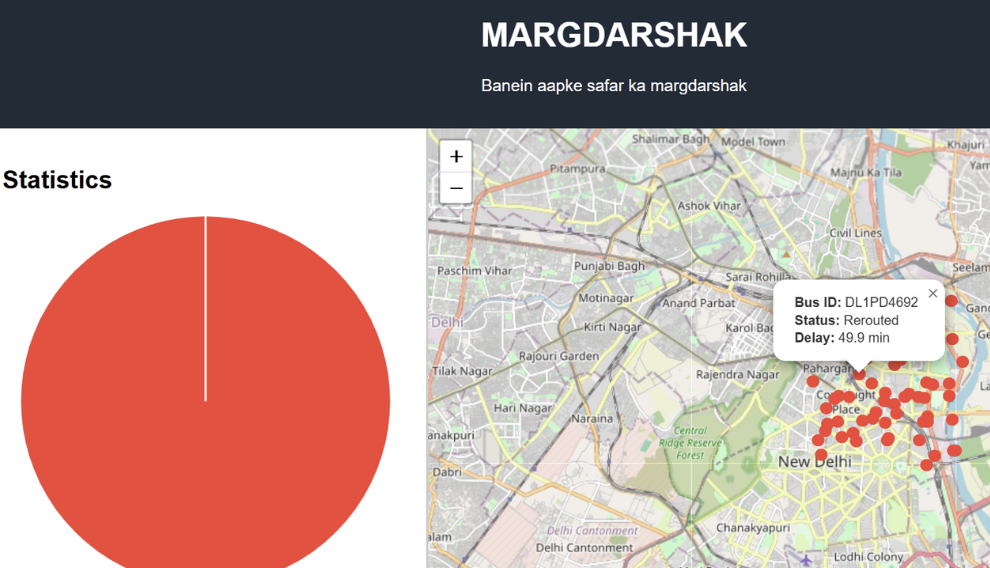 MARGDARSHAK
Banein aapke safar ka margdarshak
Statistics
+
−
Shalimar Bagh
Model Town
Khajuri
Pitampura
Majnu Ka Tila
Ashok Vihar
Civil Lines
Paschim Vihar
Punjabi Bagh
Sarai Rohilla
Seelam
Motinagar
Anand Parbat
Delhi
Kirti Nagar
Karol Bag
Gand
Bus ID: DL1PD4692
×
Status: Rerouted
Delay: 49.9 min
Rajouri Garden
Tilak Nagar
Rajendra Nagar
Paharganj
Hari Nagar
Naraina
Place
anakpuri
Central
Ridge Reserve
Forest
Dabri
New Delhi
Chanakyapuri
alam
Delhi Cantonment
Delhi Cantonment
Lodhi Colony